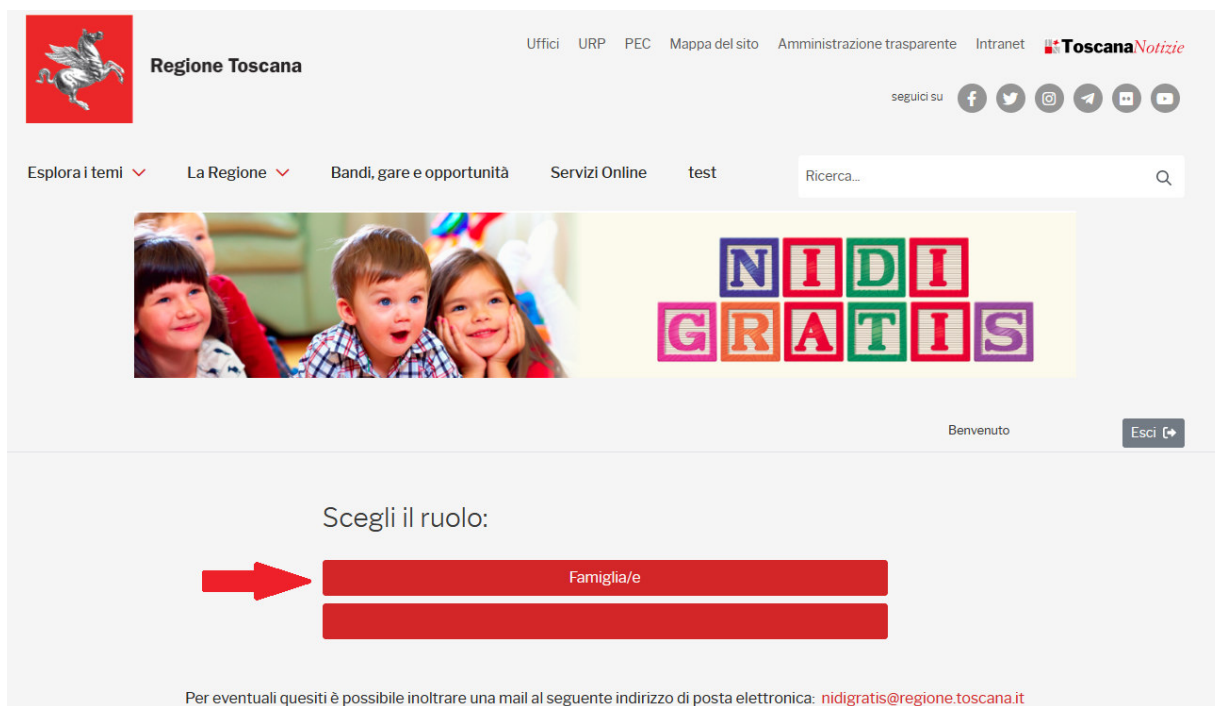 Uffici URP PEC Mappa del sito Amministrazione trasparente Intranet ToscanaNotizie
Regione Toscana
seguici su
Esplora i temi La Regione Bandi, gare e opportunità Servizi Online test Ricerca...
NIDI
GRATIS
Benvenuto Esci
Scegli il ruolo:
Famiglia/e
Per eventuali quesiti è possibile inoltrare una mail al seguente indirizzo di posta elettronica: nidigratis@regione.toscana.it